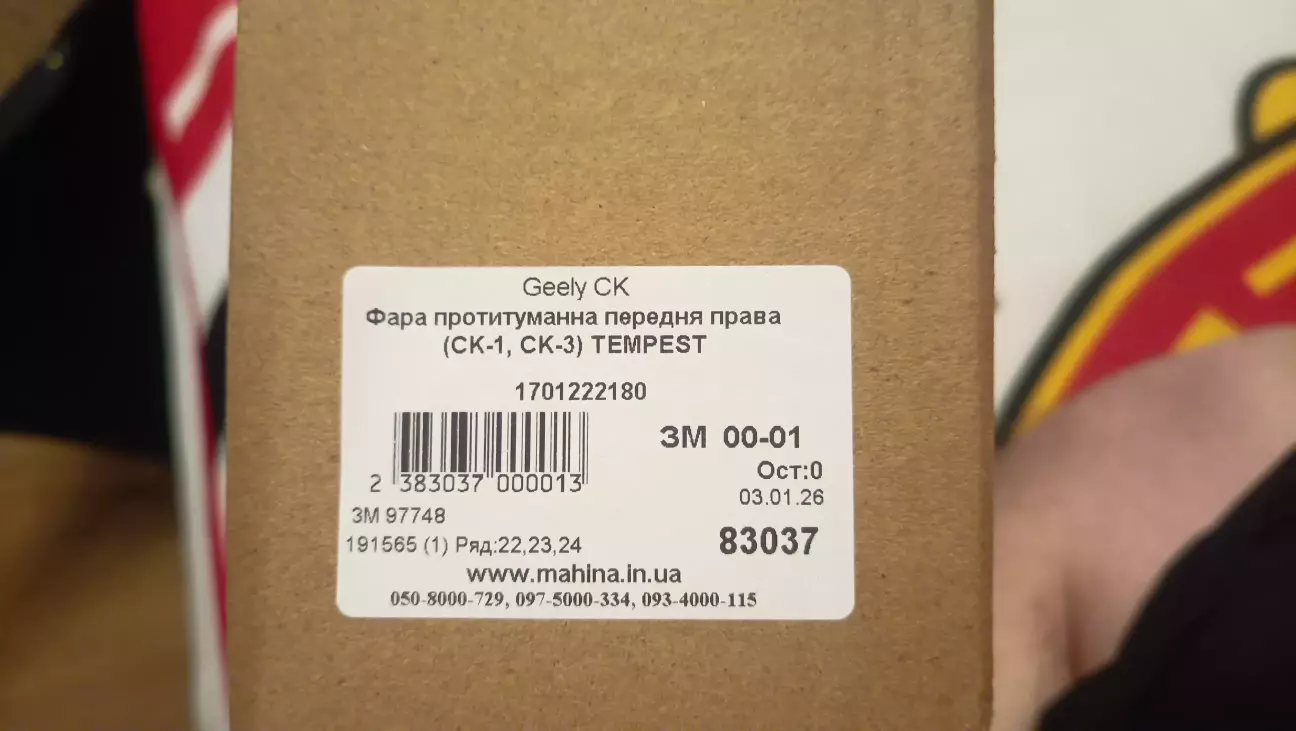 Geely CK
Фара протитуманна передня права
(CK-1, CK-3) TEMPEST
1701222180
ЗМ 00-01
2 383037 000013
Ост:0
03.01.26
ЗМ 97748
191565 (1) Ряд:22,23,24
83037
www.mahina.in.ua
050-8000-729, 097-5000-334, 093-4000-115